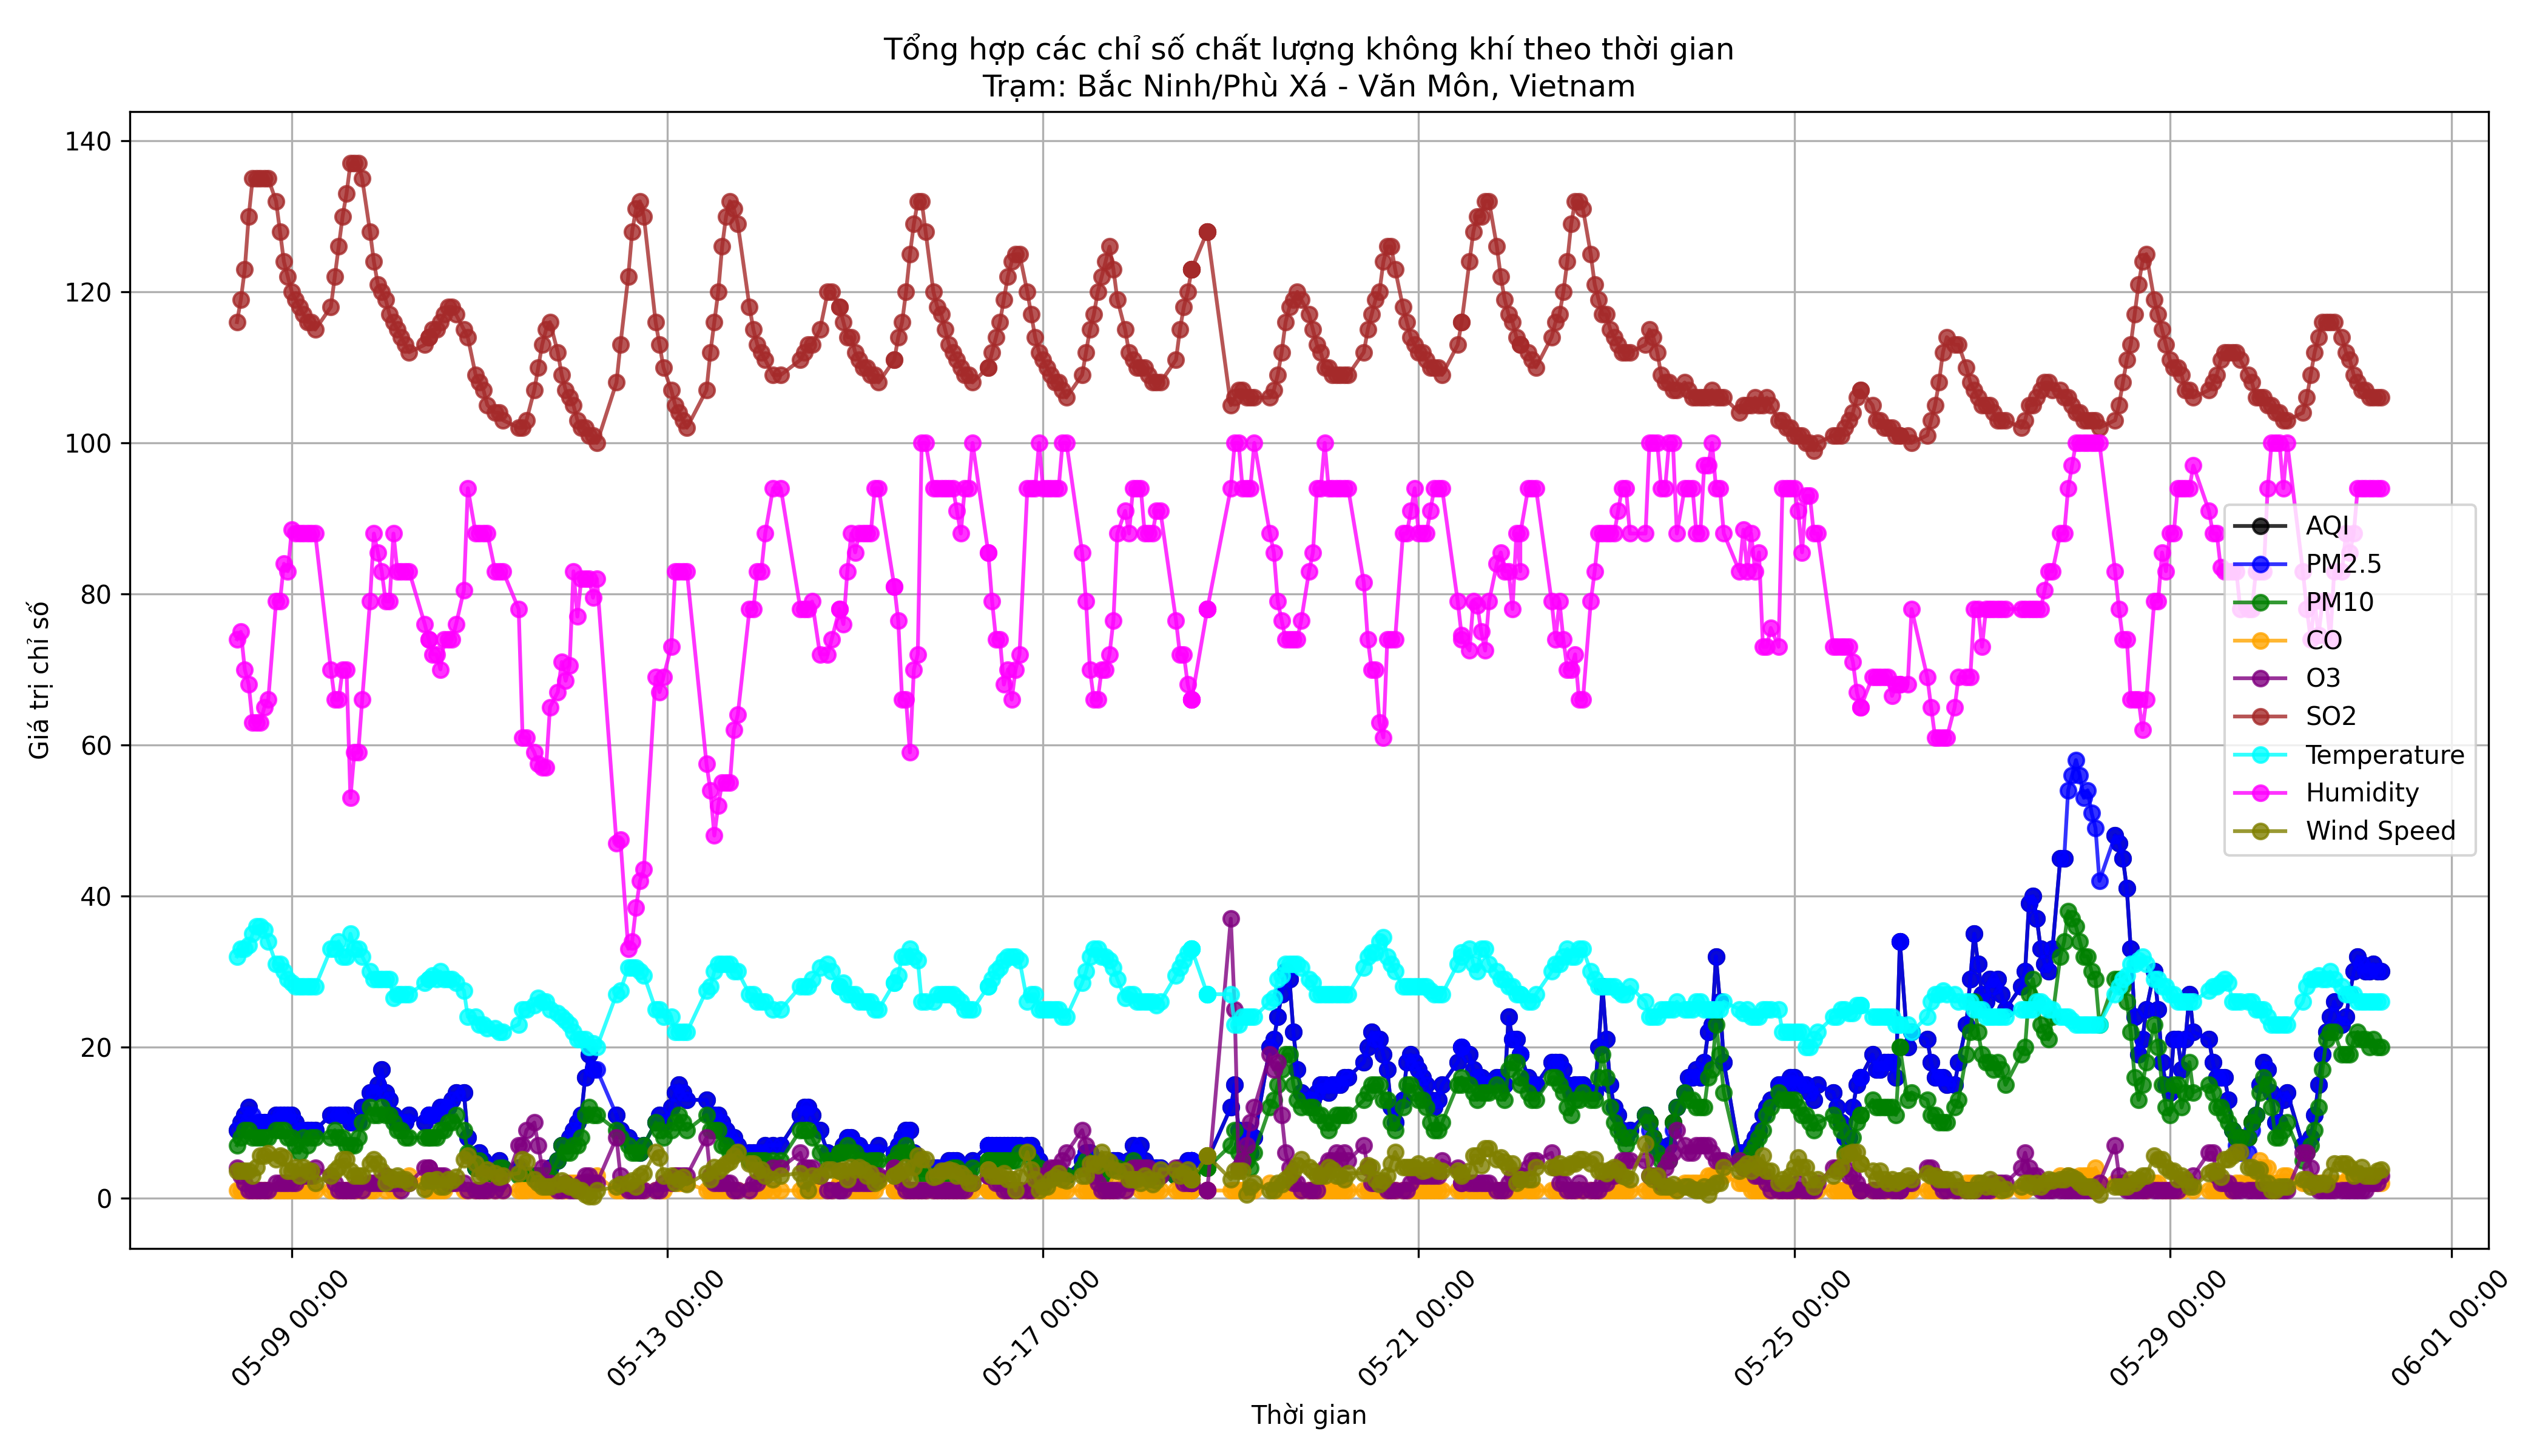 Tổng hợp các chỉ số chất lượng không khí theo thời gian
Trạm: Bắc Ninh/Phù Xá - Văn Môn, Vietnam
Giá trị chỉ số
140
120
100
80
60
40
20
0
AQI
PM2.5
PM10
CO
O3
SO2
Temperature
Humidity
Wind Speed
05-09 00:00
05-13 00:00
05-17 00:00
05-21 00:00
05-25 00:00
05-29 00:00
06-01 00:00
Thời gian